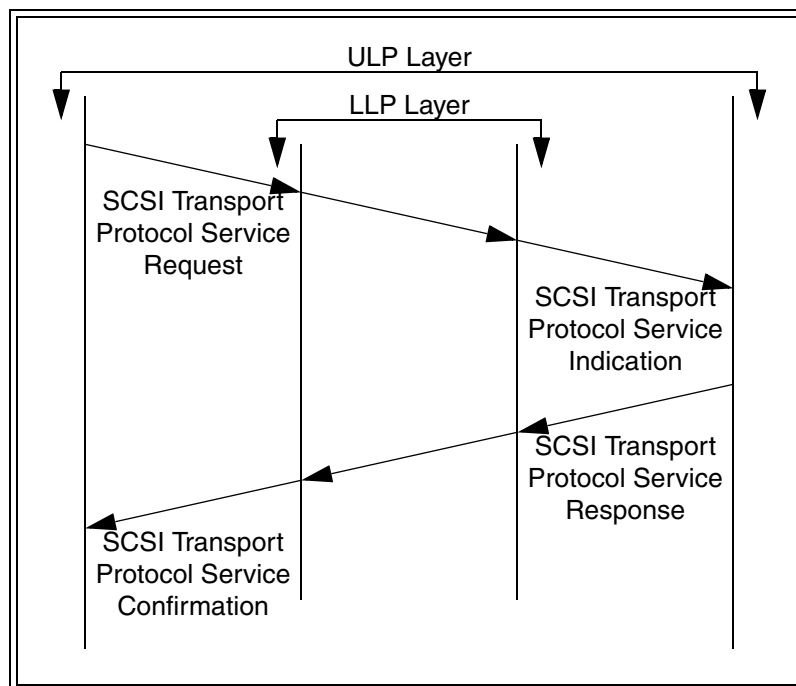 ULP Layer
LLP Layer
SCSI Transport
Protocol Service
Request
SCSI Transport
Protocol Service
Indication
SCSI Transport
Protocol Service
Response
SCSI Transport
Protocol Service
Confirmation